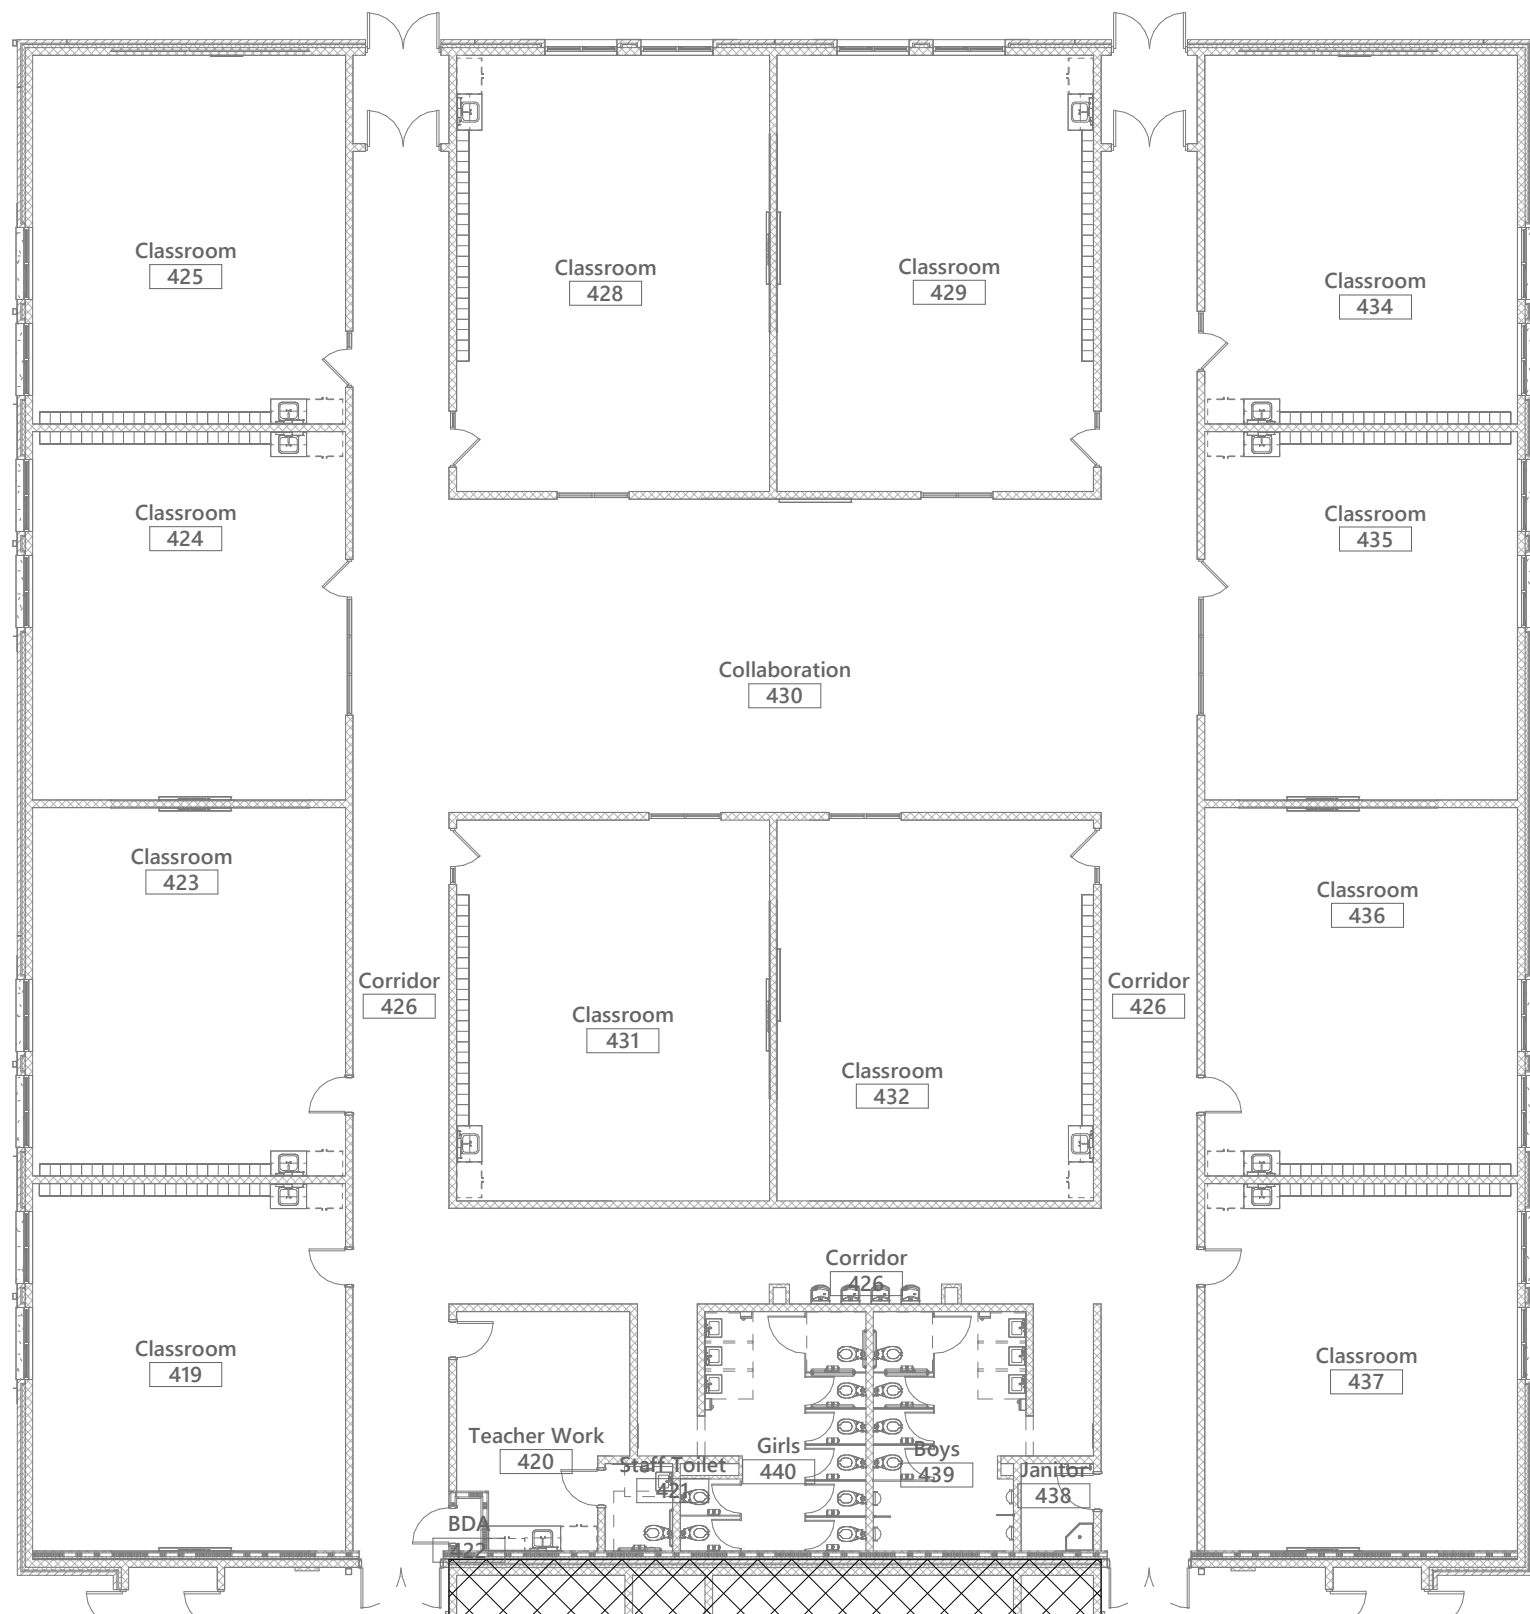 Classroom
425
Classroom
428
Classroom
429
Classroom
434
Classroom
424
Classroom
435
Collaboration
430
Classroom
423
Classroom
436
Corridor
426
Corridor
426
Classroom
431
Classroom
432
Corridor
426
Classroom
419
Classroom
437
Teacher Work
420
Staff Toilet
421
Girls
440
Boys
439
Janitor
438
BDA
422